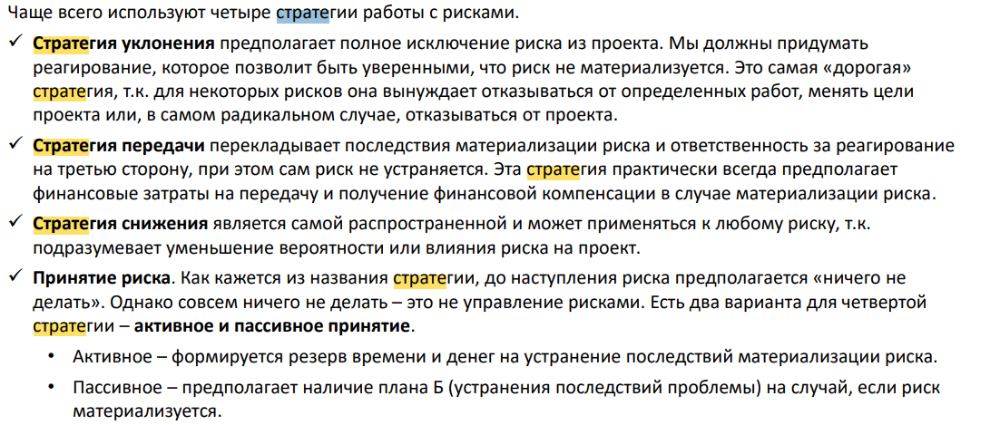 Чаще всего используют четыре стратегии работы с рисками.
✓ Стратегия уклонения предполагает полное исключение риска из проекта. Мы должны придумать
реагирование, которое позволит быть уверенными, что риск не материализуется. Это самая «дорогая»
стратегия, т.к. для некоторых рисков она вынуждает отказываться от определенных работ, менять цели
проекта или, в самом радикальном случае, отказываться от проекта.
✓ Стратегия передачи перекладывает последствия материализации риска и ответственность за реагирование
на третью сторону, при этом сам риск не устраняется. Эта стратегия практически всегда предполагает
финансовые затраты на передачу и получение финансовой компенсации в случае материализации риска.
✓ Стратегия снижения является самой распространенной и может применяться к любому риску, т.к.
подразумевает уменьшение вероятности или влияния риска на проект.
✓ Принятие риска. Как кажется из названия стратегии, до наступления риска предполагается «ничего не
делать». Однако совсем ничего не делать – это не управление рисками. Есть два варианта для четвертой
стратегии – активное и пассивное принятие.
• Активное – формируется резерв времени и денег на устранение последствий материализации риска.
• Пассивное – предполагает наличие плана Б (устранения последствий проблемы) на случай, если риск
материализуется.